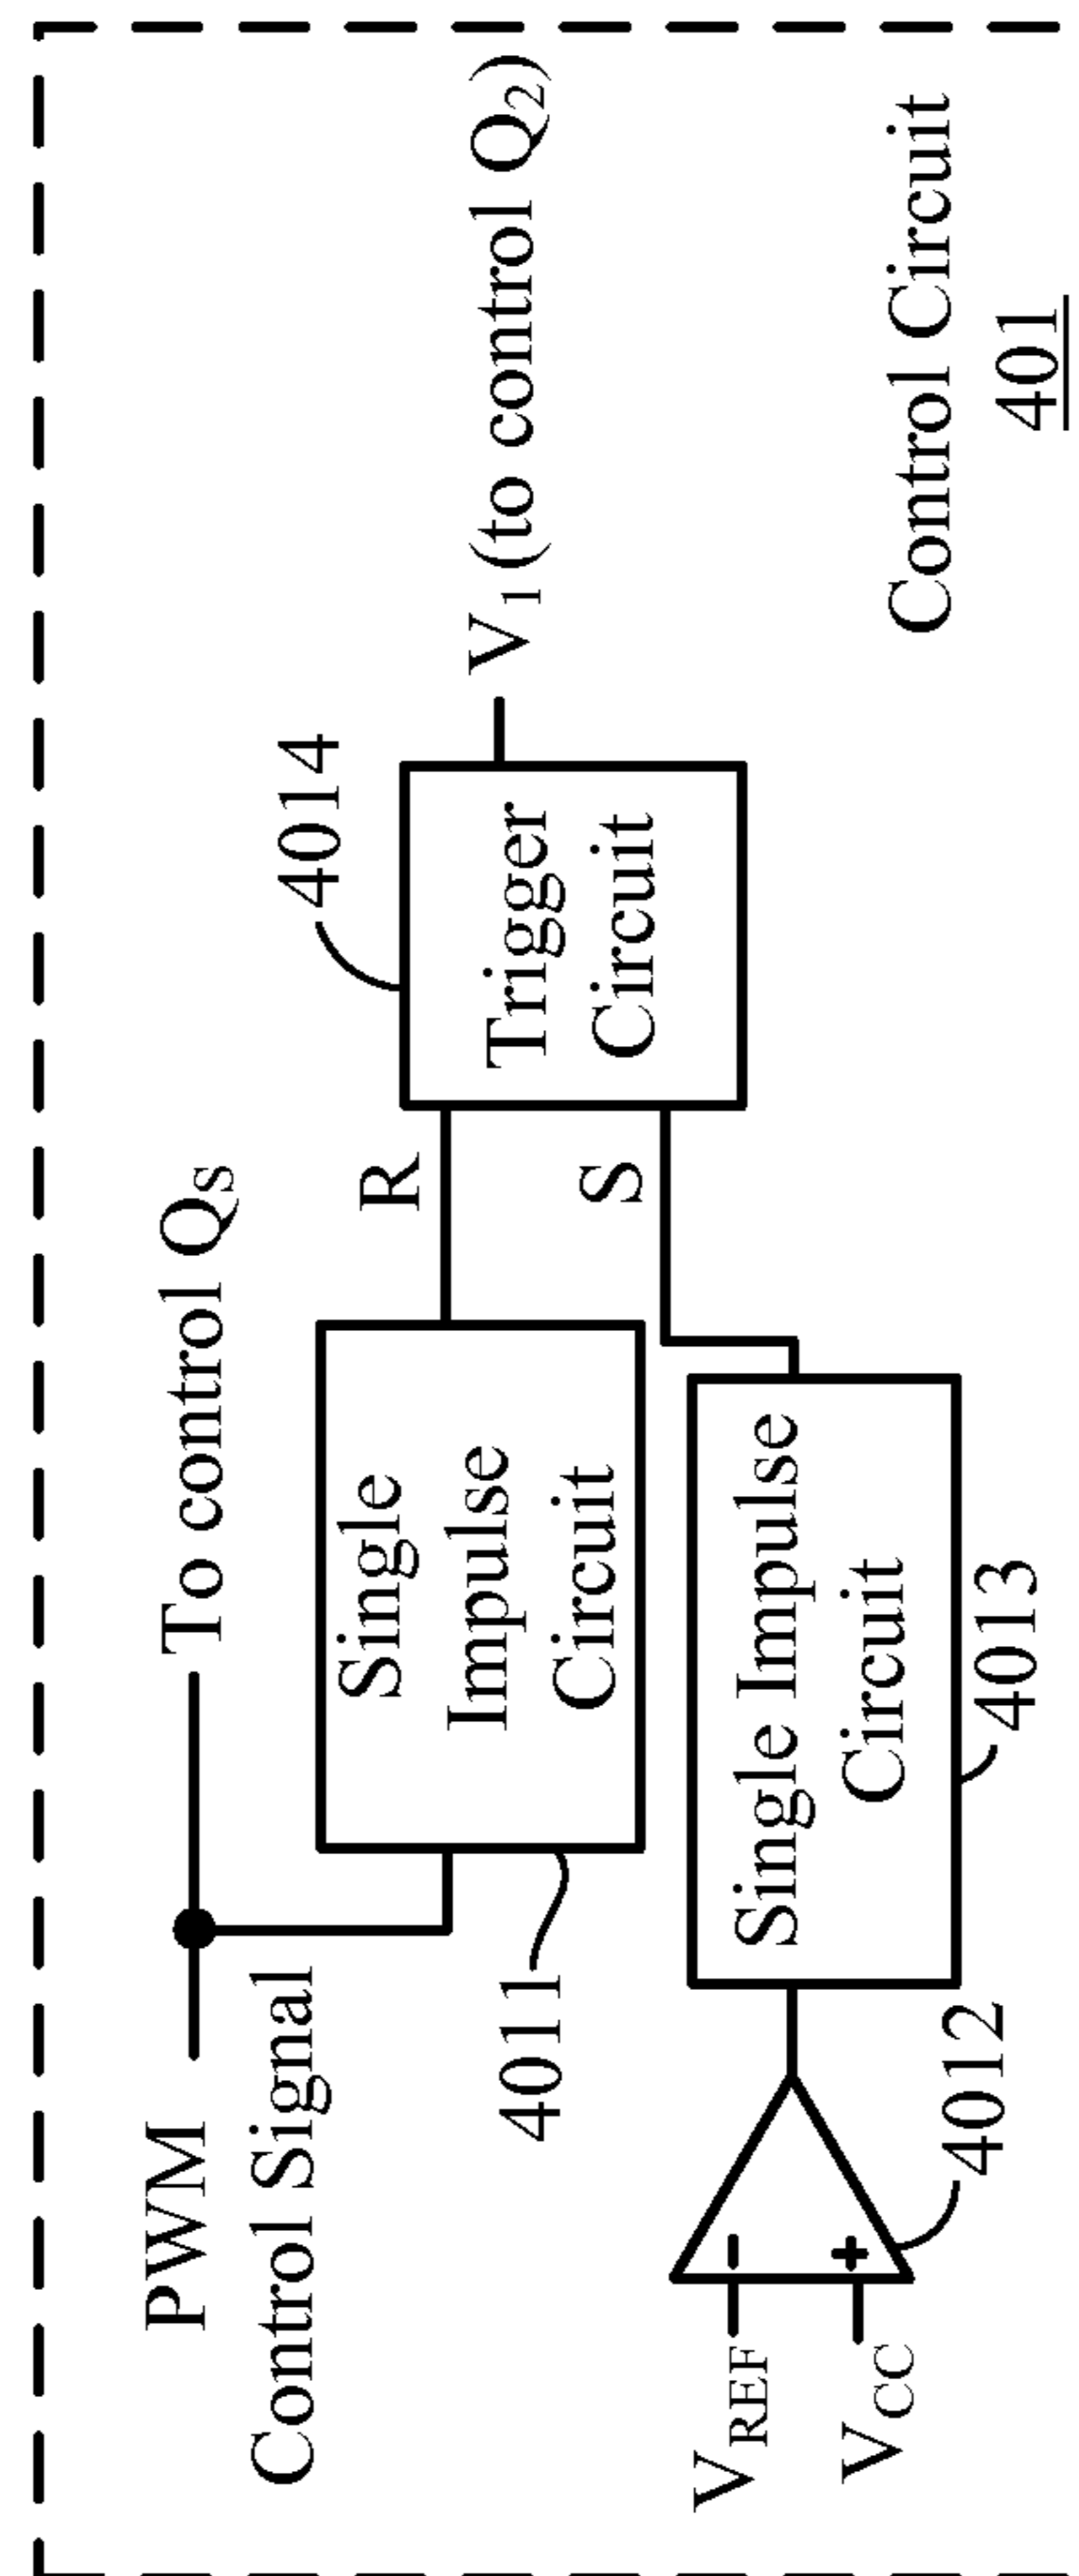 PWM
Control Signal
To control QS
4011
Single
Impulse
Circuit
R
4014
Trigger
Circuit
V1 (to control Q2)
VREF
VCC
-
+
4012
Single Impulse
Circuit
4013
S
Control Circuit
401